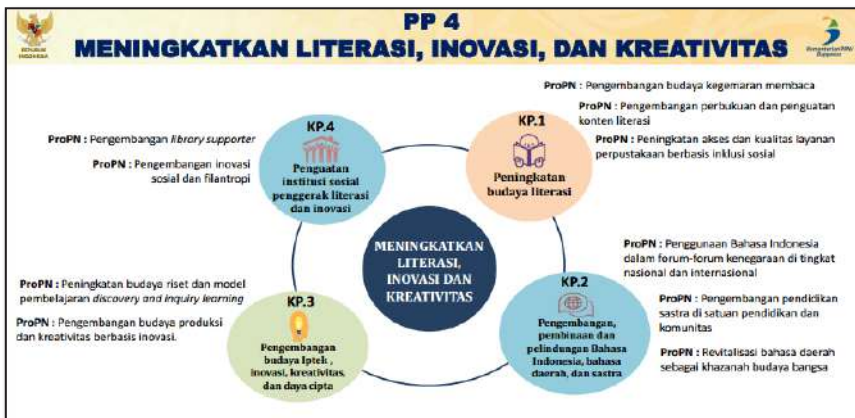 PP 4
MENINGKATKAN LITERASI, INOVASI, DAN KREATIVITAS
REPUBLIK
INDONESIA
Kementerian PPN/
Bappenas
ProPN : Pengembangan budaya kegemaran membaca
ProPN : Pengembangan perbukuan dan penguatan
konten literasi
ProPN : Peningkatan akses dan kualitas layanan
perpustakaan berbasis inklusi sosial
KP.1
Peningkatan
budaya literasi
KP.4
Penguatan
institusi sosial
penggerak literasi
dan inovasi
ProPN : Pengembangan library supporter
ProPN : Pengembangan inovasi
sosial dan filantropi
MENINGKATKAN
LITERASI,
INOVASI DAN
KREATIVITAS
ProPN : Penggunaan Bahasa Indonesia
dalam forum-forum kenegaraan di tingkat
nasional dan internasional
ProPN : Pengembangan pendidikan
sastra di satuan pendidikan dan
komunitas
ProPN : Revitalisasi bahasa daerah
sebagai khazanah budaya bangsa
KP.2
Pengembangan,
pembinaan dan
pelindungan Bahasa
Indonesia, bahasa
daerah, dan sastra
KP.3
Pengembangan
budaya Iptek ,
inovasi, kreativitas,
dan daya cipta
ProPN : Peningkatan budaya riset dan model
pembelajaran discovery and inquiry learning
ProPN : Pengembangan budaya produksi
dan kreativitas berbasis inovasi.